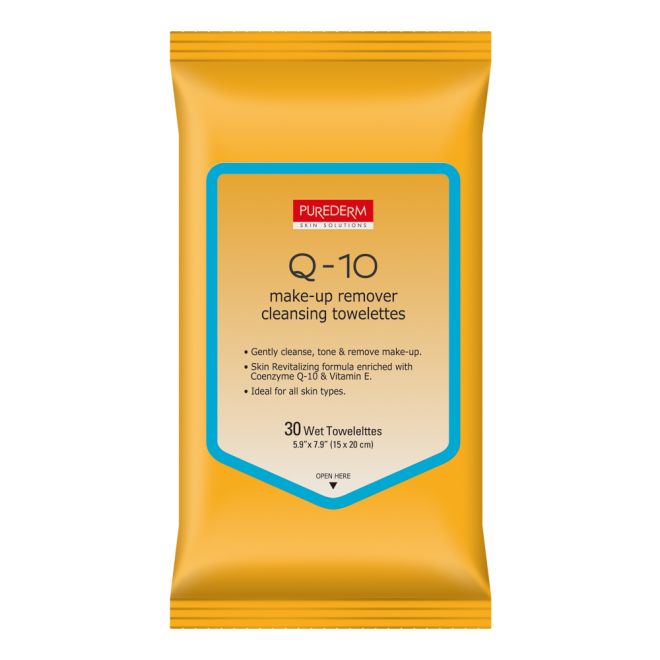 PUREDERM
SKIN SOLUTIONS
Q-10
make-up remover
cleansing towelettes
• Gently cleanse, tone & remove make-up.
• Skin Revitalizing formula enriched with
Coenzyme Q-10 & Vitamin E.
• Ideal for all skin types.
30 Wet Towelelttes
5.9"x 7.9" (15 x 20 cm)
OPEN HERE